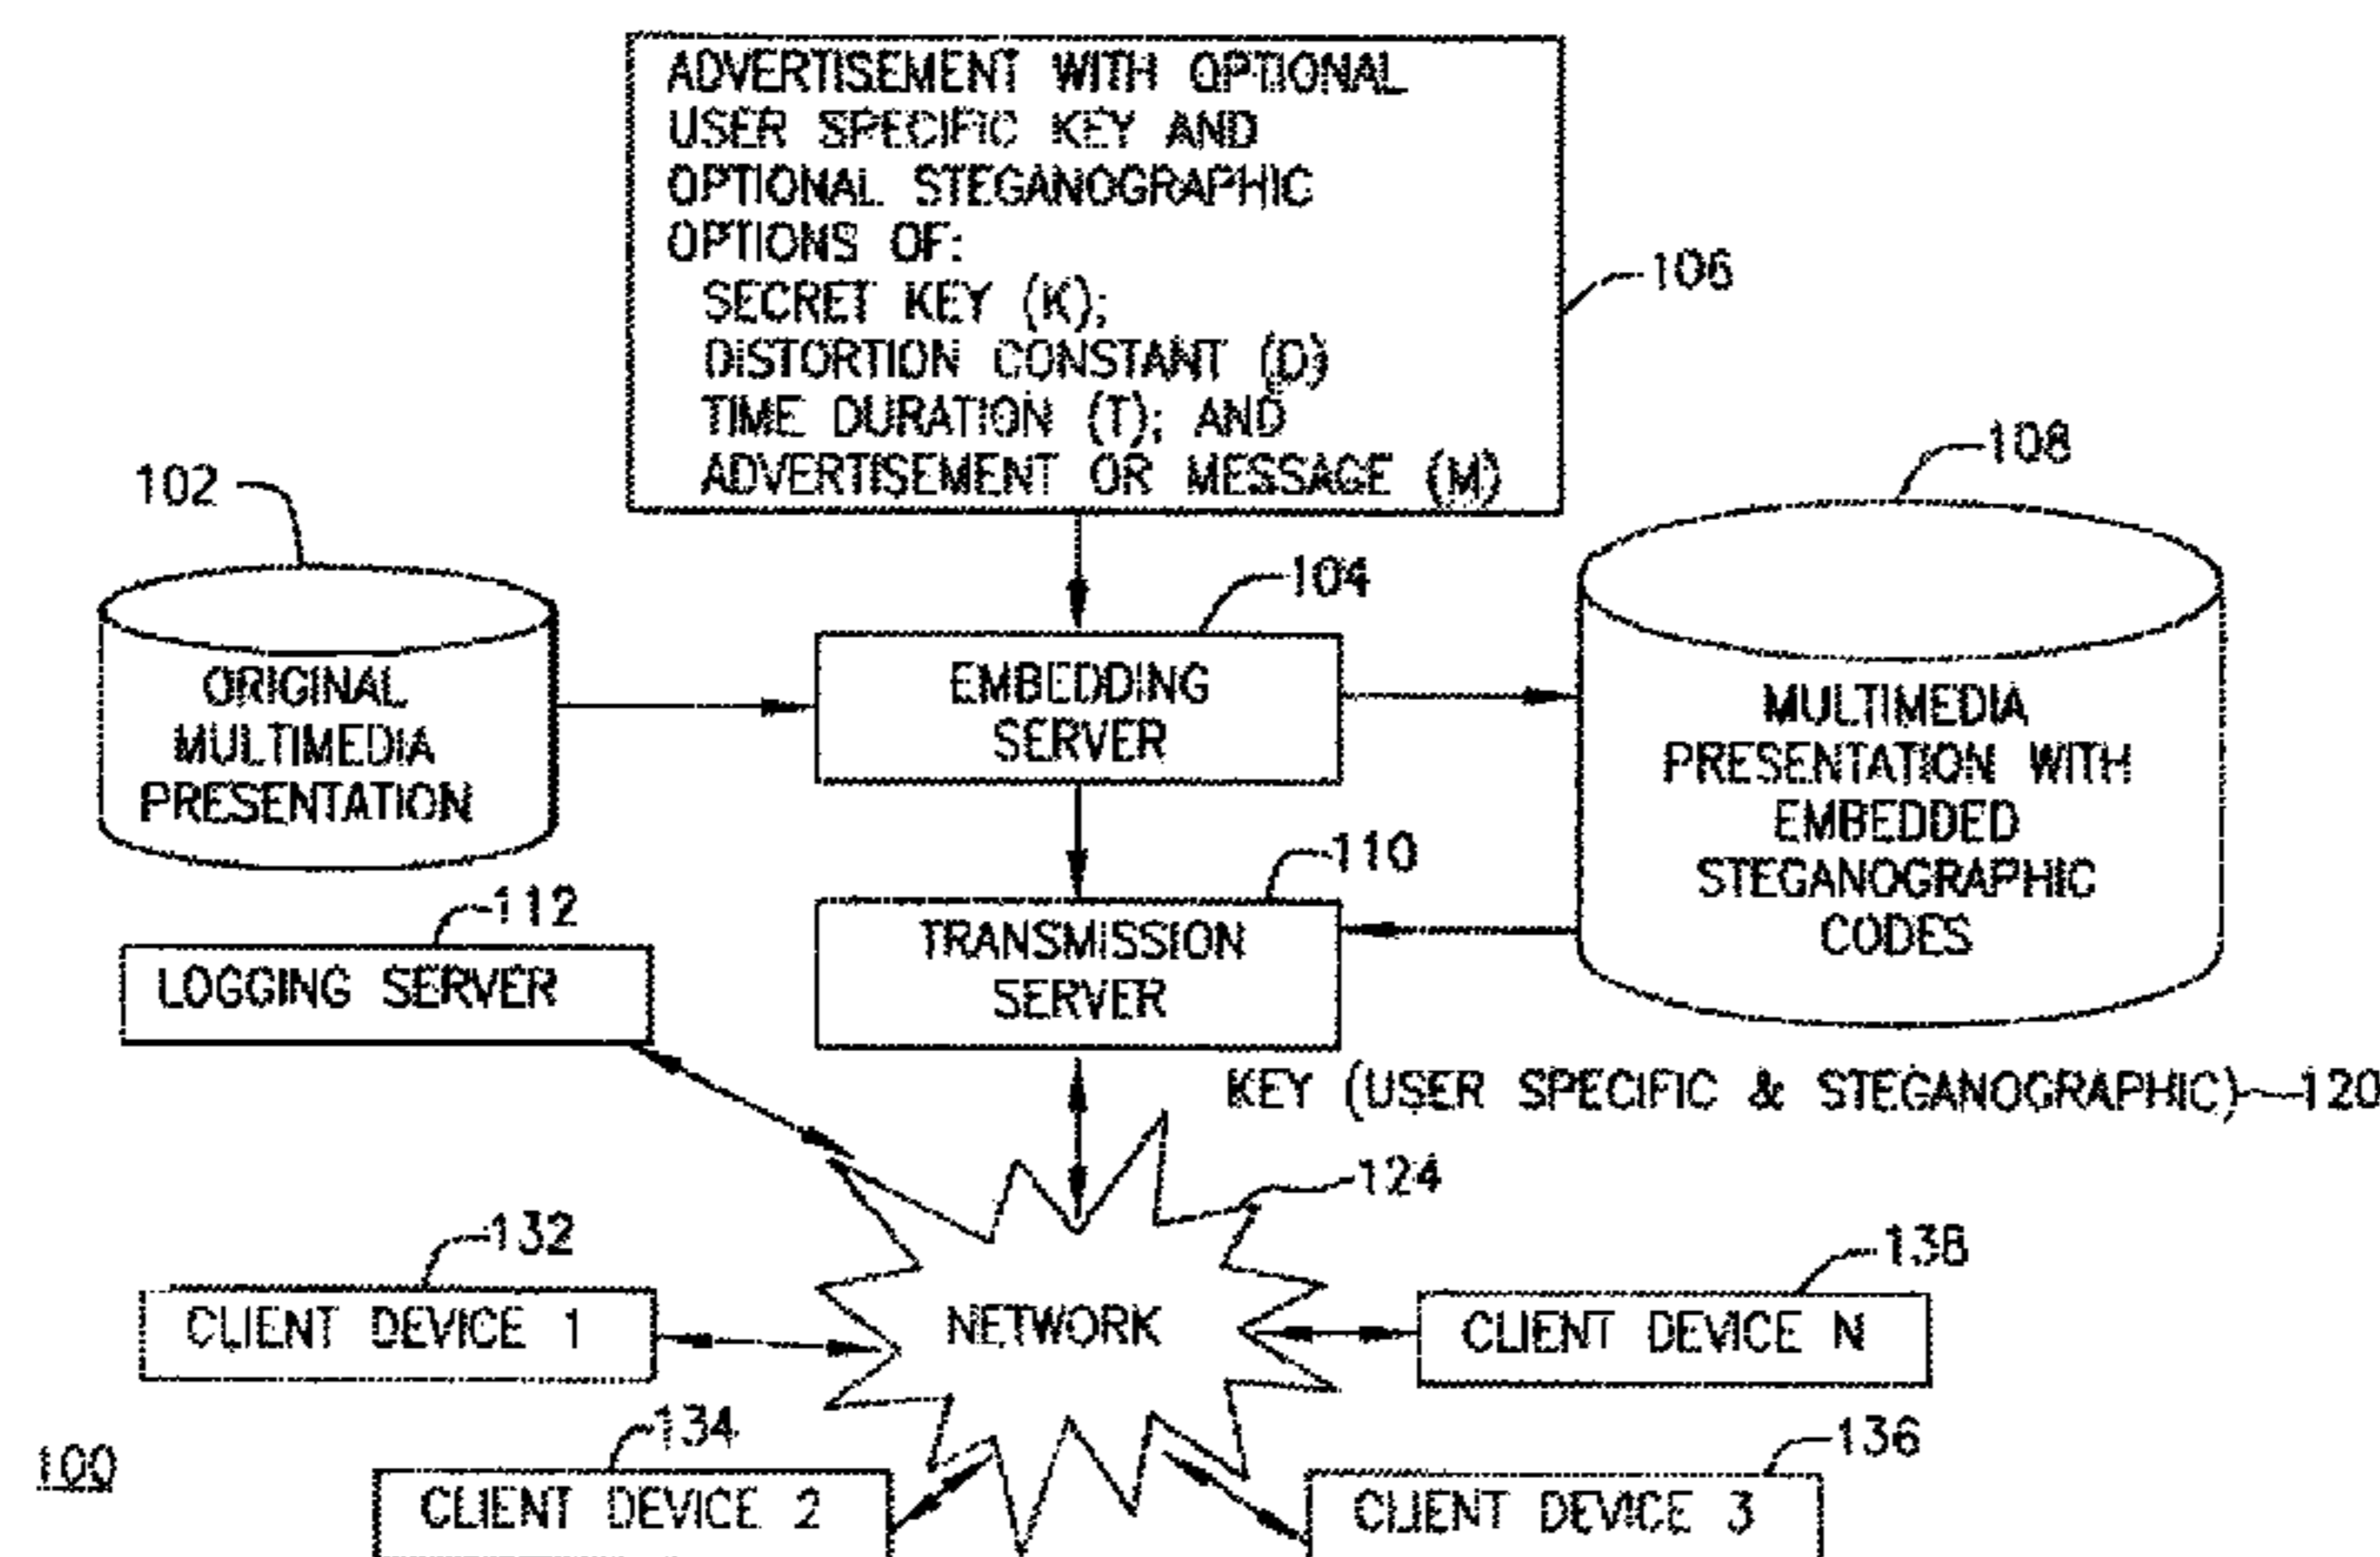 ADVERTISEMENT WITH OPTIONAL
USER SPECIFIC KEY AND
OPTIONAL STEGANOGRAPHIC
OPTIONS OF:
SECRET KEY (K);
DISTORTION CONSTANT (D)
TIME DURATION (T); AND
ADVERTISEMENT OR MESSAGE (M)
106
108
102
104
ORIGINAL
MULTIMEDIA
PRESENTATION
EMBEDDING
SERVER
MULTIMEDIA
PRESENTATION WITH
EMBEDDED
STEGANOGRAPHIC
CODES
110
112
TRANSMISSION
SERVER
LOGGING SERVER
KEY (USER SPECIFIC & STEGANOGRAPHIC) 120
124
132
138
CLIENT DEVICE 1
NETWORK
CLIENT DEVICE N
134
136
100
CLIENT DEVICE 2
CLIENT DEVICE 3